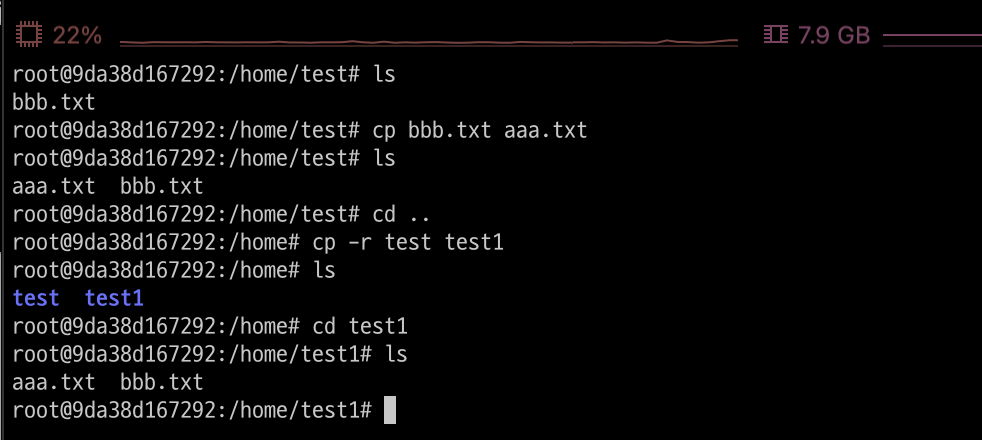 22% 7.9 GB
root@9da38d167292:/home/test# ls
bbb.txt
root@9da38d167292:/home/test# cp bbb.txt aaa.txt
root@9da38d167292:/home/test# ls
aaa.txt  bbb.txt
root@9da38d167292:/home/test# cd ..
root@9da38d167292:/home# cp -r test test1
root@9da38d167292:/home# ls
test  test1
root@9da38d167292:/home# cd test1
root@9da38d167292:/home/test1# ls
aaa.txt  bbb.txt
root@9da38d167292:/home/test1#